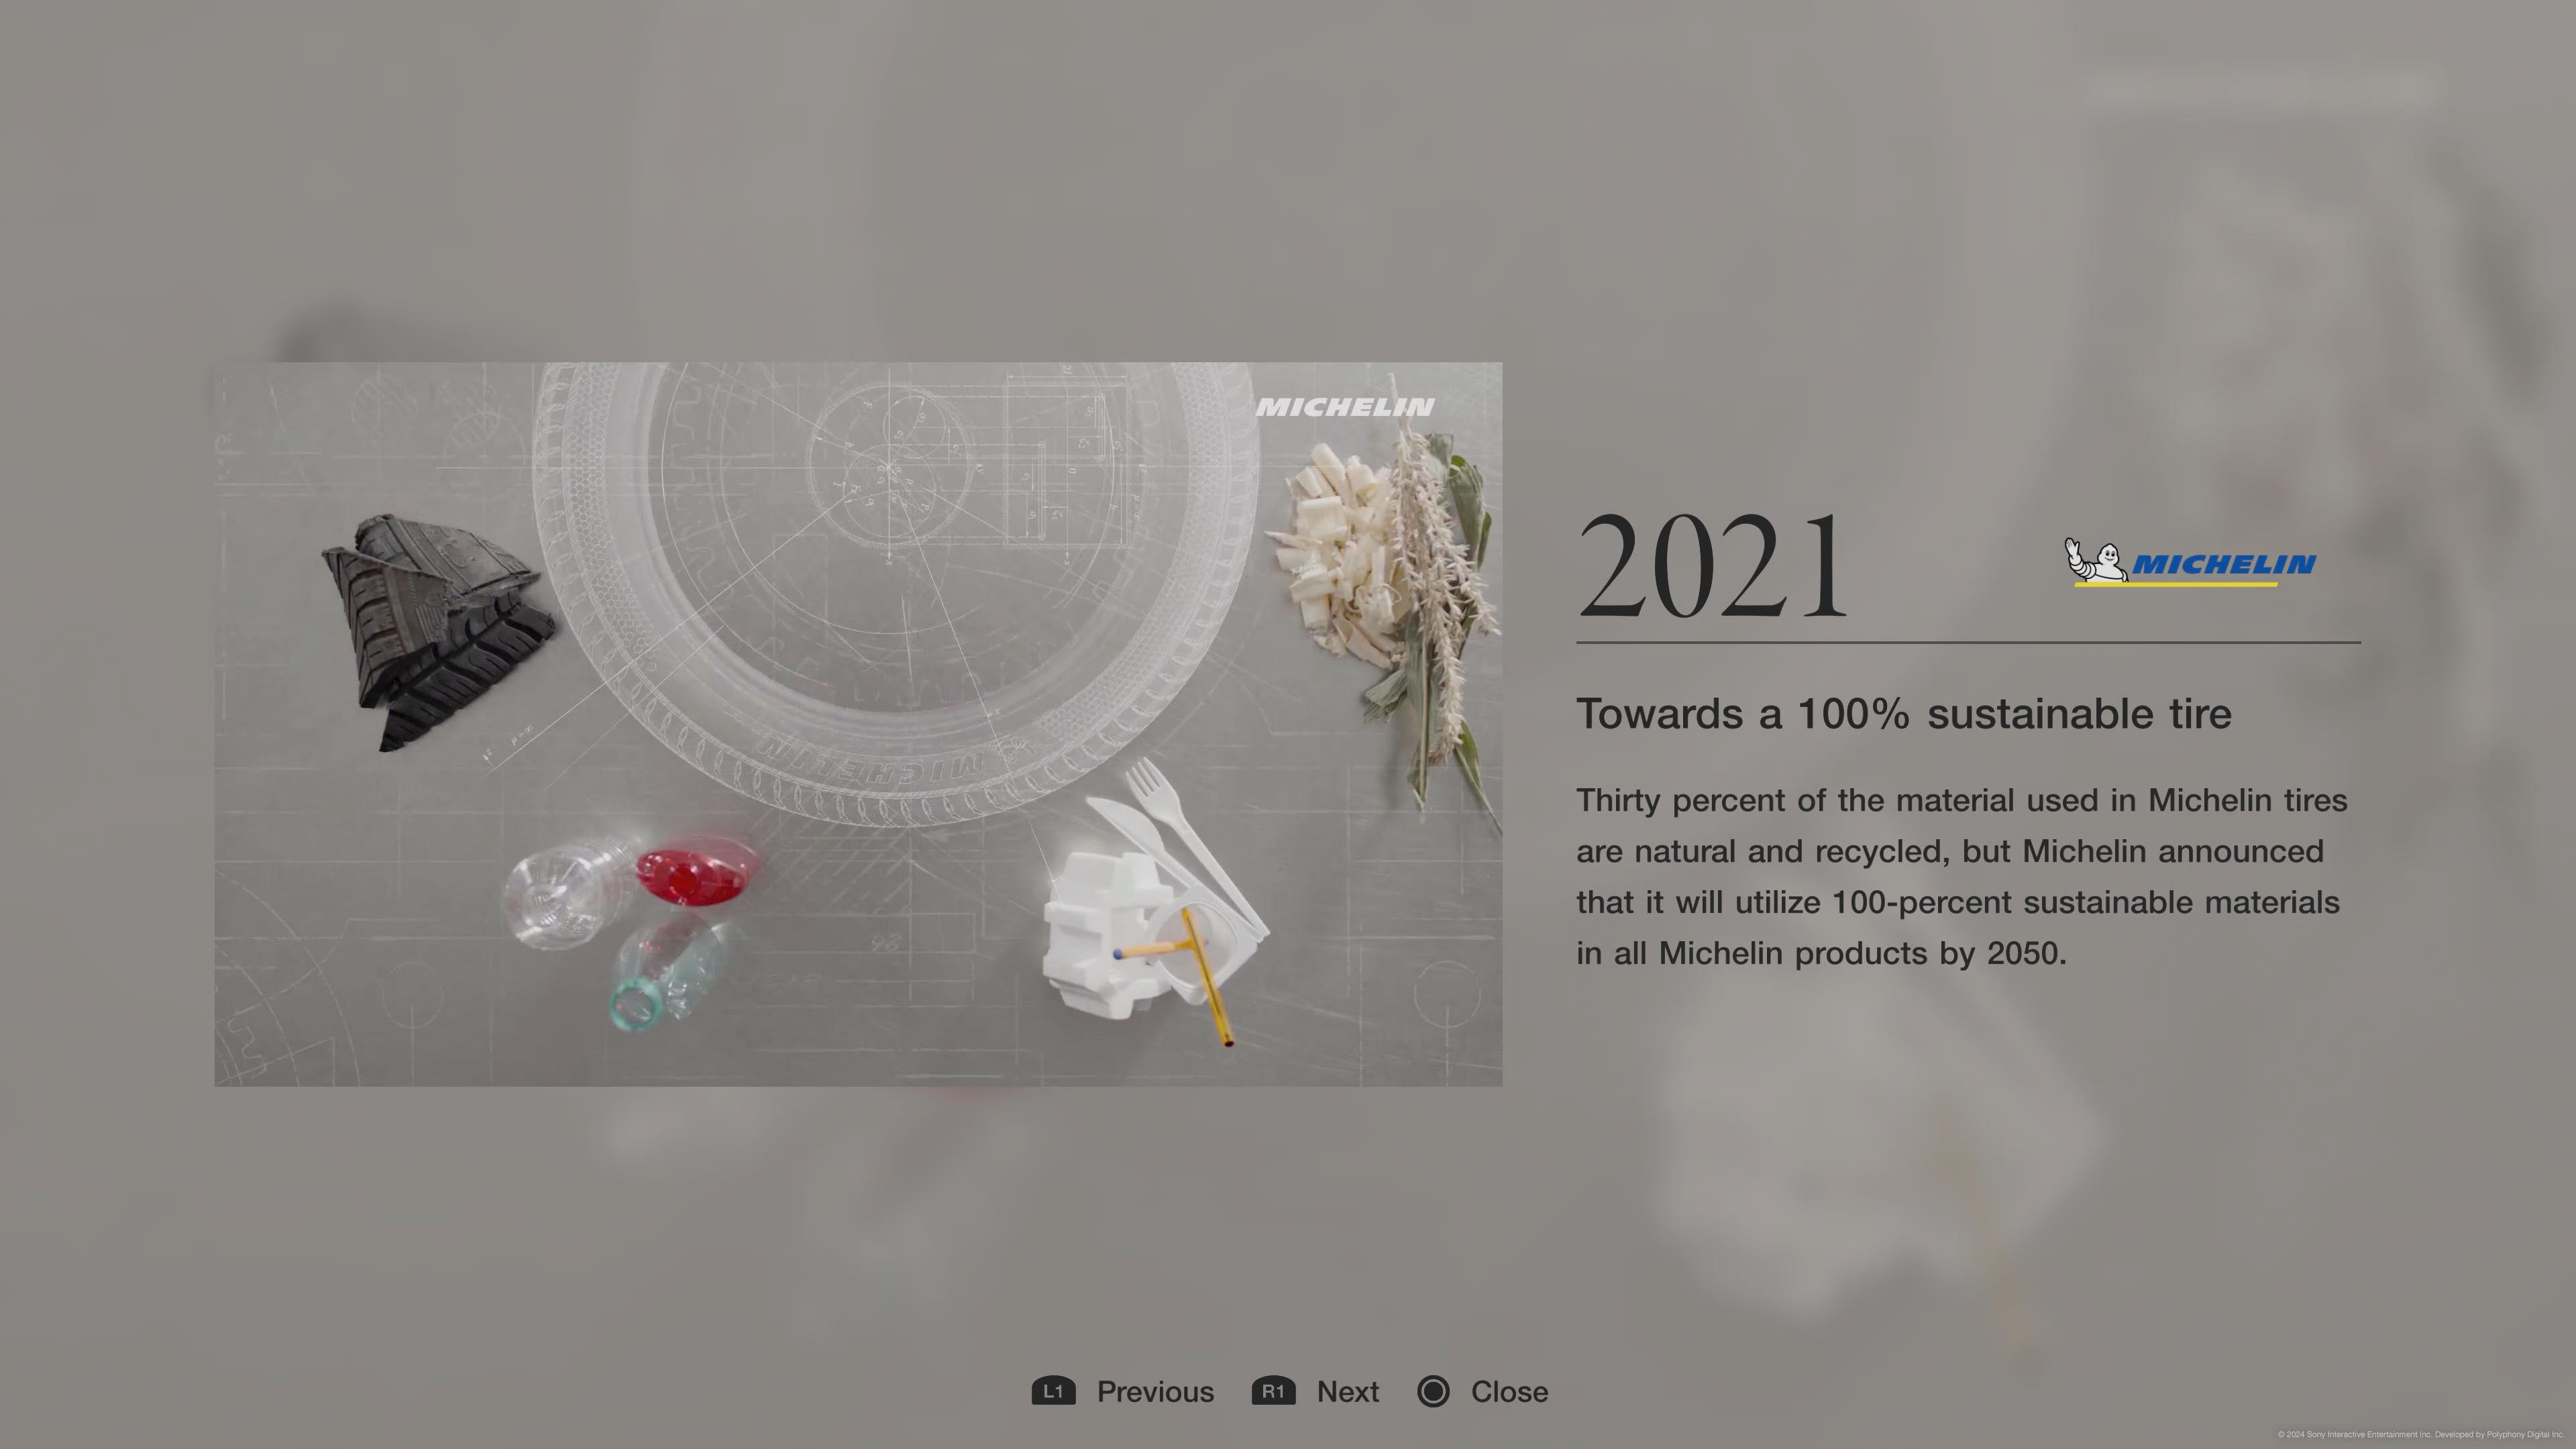 MICHELIN
MICHELIN
2021
MICHELIN
Towards a 100% sustainable tire
Thirty percent of the material used in Michelin tires
are natural and recycled, but Michelin announced
that it will utilize 100-percent sustainable materials
in all Michelin products by 2050.
L1 Previous R1 Next Close
© 2024 Sony Interactive Entertainment Inc. Developed by Polyphony Digital Inc.